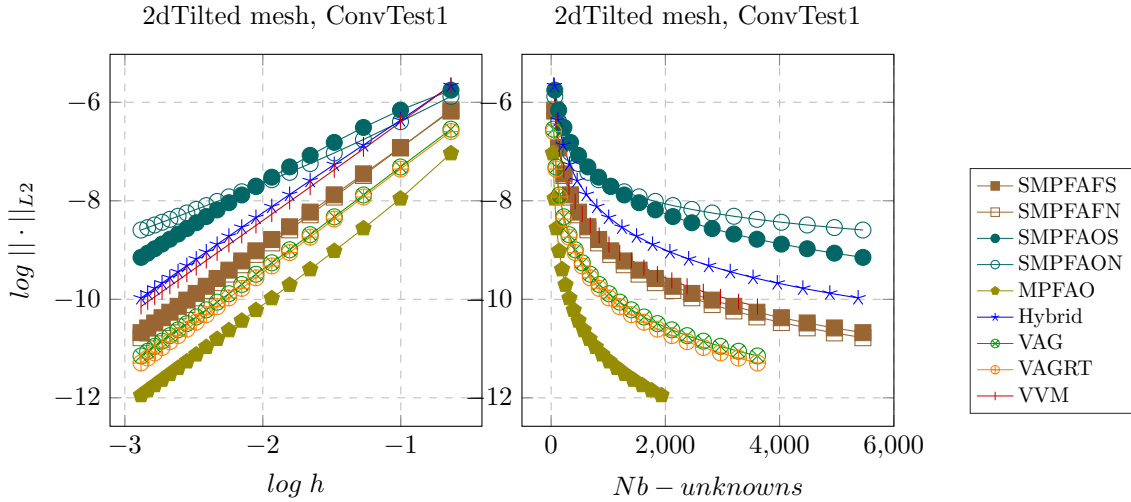 2dTilted mesh, ConvTest1
2dTilted mesh, ConvTest1
−6
−8
−10
−12
−3
−2
−1
log h
log || · ||L2
−6
−8
−10
−12
0
2,000
4,000
6,000
Nb − unknowns
SMPFAFS
SMPFAFN
SMPFAOS
SMPFAON
MPFAO
Hybrid
VAG
VAGRT
VVM